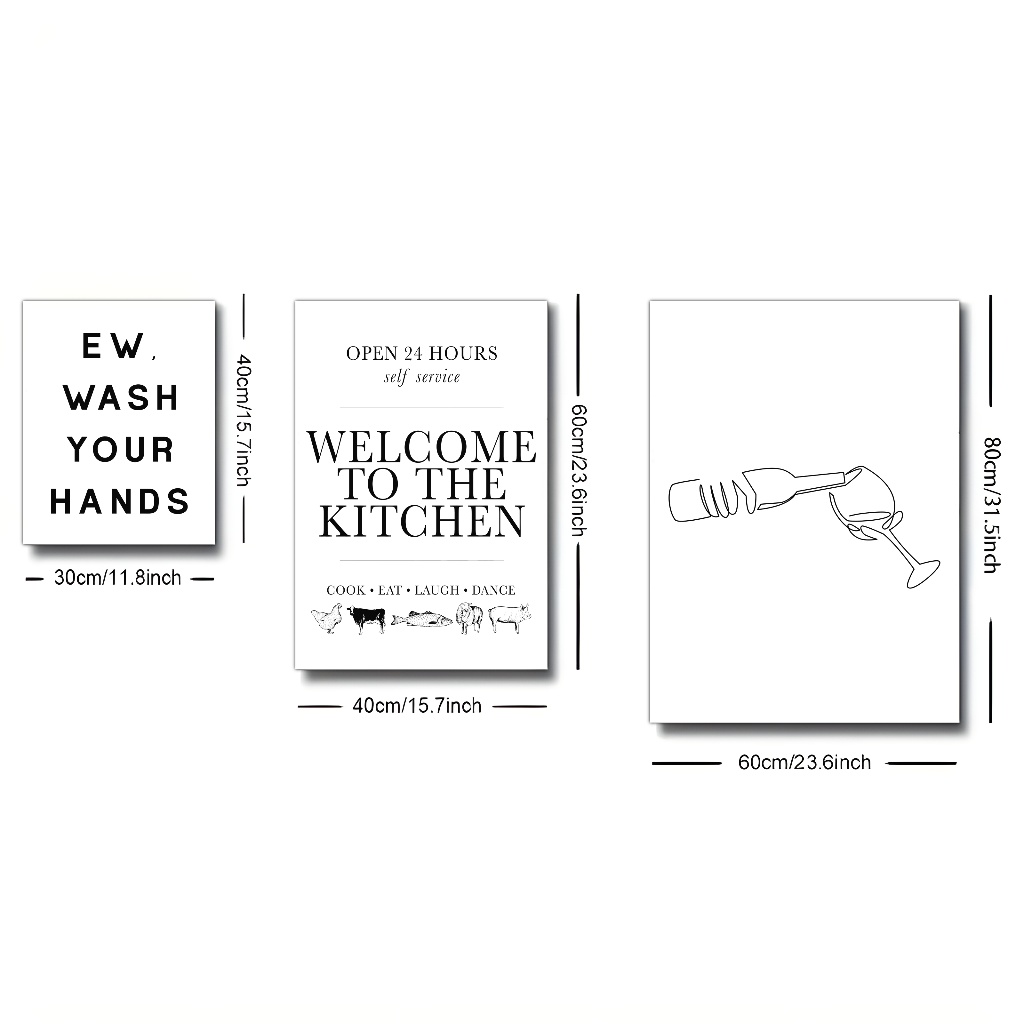 EW,
WASH
YOUR
HANDS
40cm/15.7inch
30cm/11.8inch
OPEN 24 HOURS
self service
WELCOME
TO THE
KITCHEN
COOK • EAT • LAUGH • DANCE
60cm/23.6inch
40cm/15.7inch
80cm/31.5inch
60cm/23.6inch